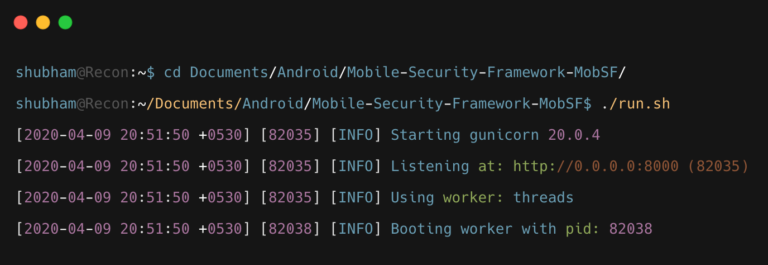 shubham@Recon:~$ cd Documents/Android/Mobile-Security-Framework-MobSF/
shubham@Recon:~/Documents/Android/Mobile-Security-Framework-MobSF$ ./run.sh
[2020-04-09 20:51:50 +0530] [82035] [INFO] Starting gunicorn 20.0.4
[2020-04-09 20:51:50 +0530] [82035] [INFO] Listening at: http://0.0.0.0:8000 (82035)
[2020-04-09 20:51:50 +0530] [82035] [INFO] Using worker: threads
[2020-04-09 20:51:50 +0530] [82038] [INFO] Booting worker with pid: 82038